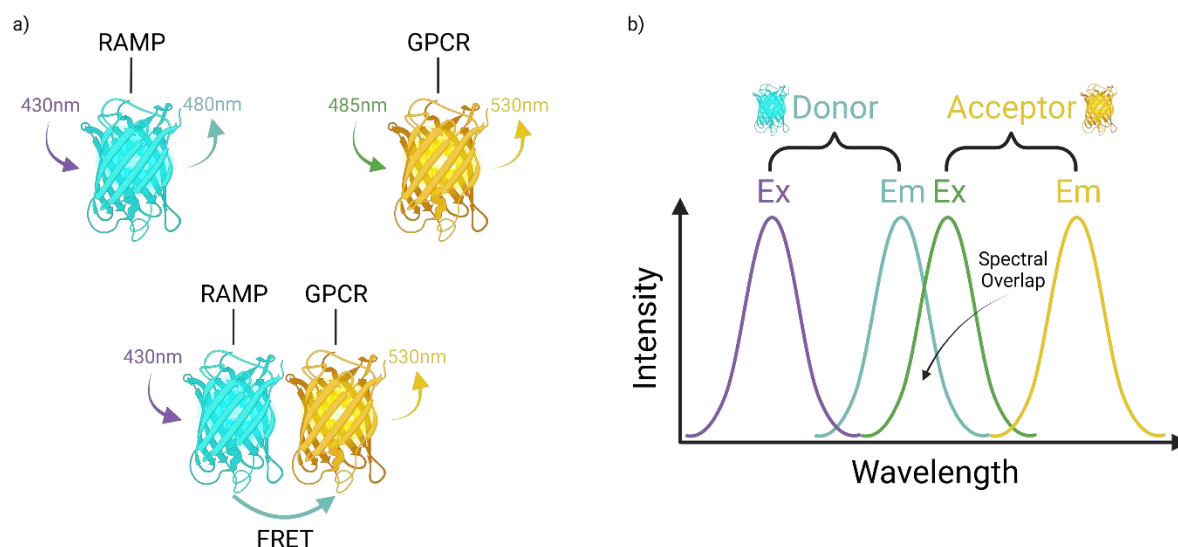 a)
RAMP
GPCR
430nm
480nm
485nm
530nm
RAMP
GPCR
430nm
530nm
FRET
b)
Donor
Acceptor
Ex
Em
Ex
Em
Spectral
Overlap
Intensity
Wavelength